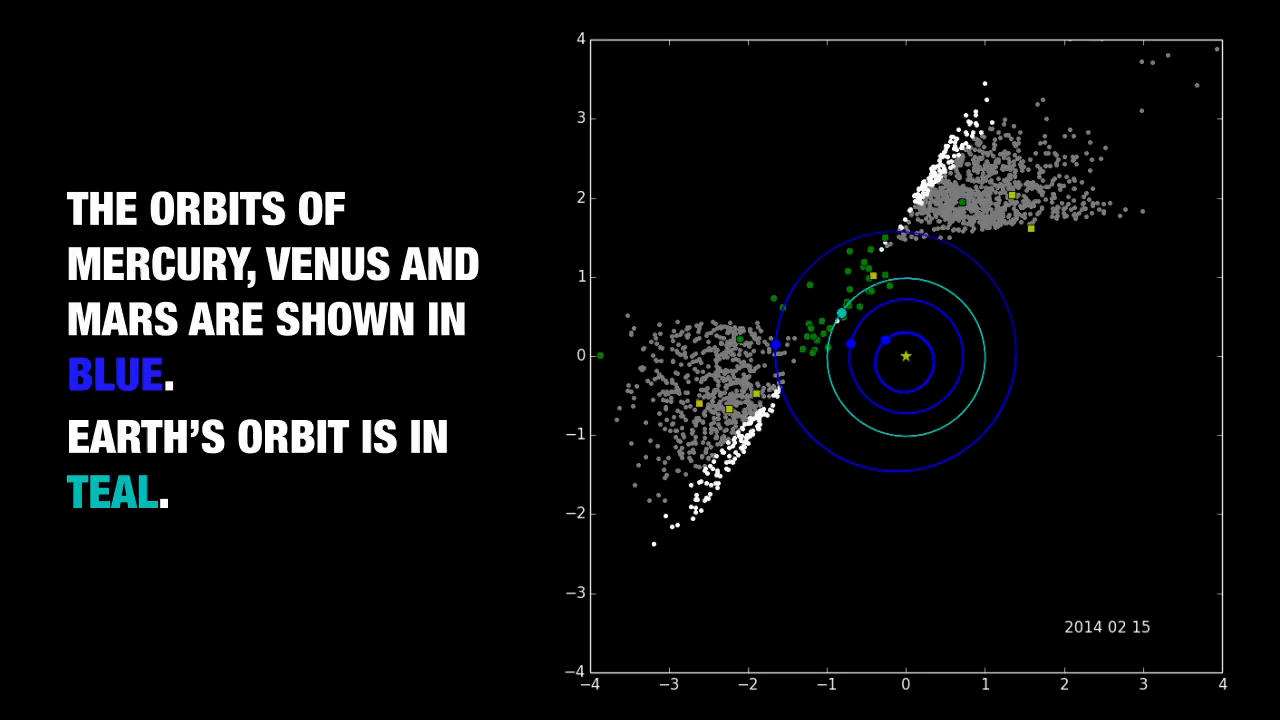 THE ORBITS OF
MERCURY, VENUS AND
MARS ARE SHOWN IN
BLUE.
EARTH’S ORBIT IS IN
TEAL.
4
3
2
1
0
−1
−2
−3
−4
−4 −3 −2 −1 0 1 2 3 4
2014 02 15